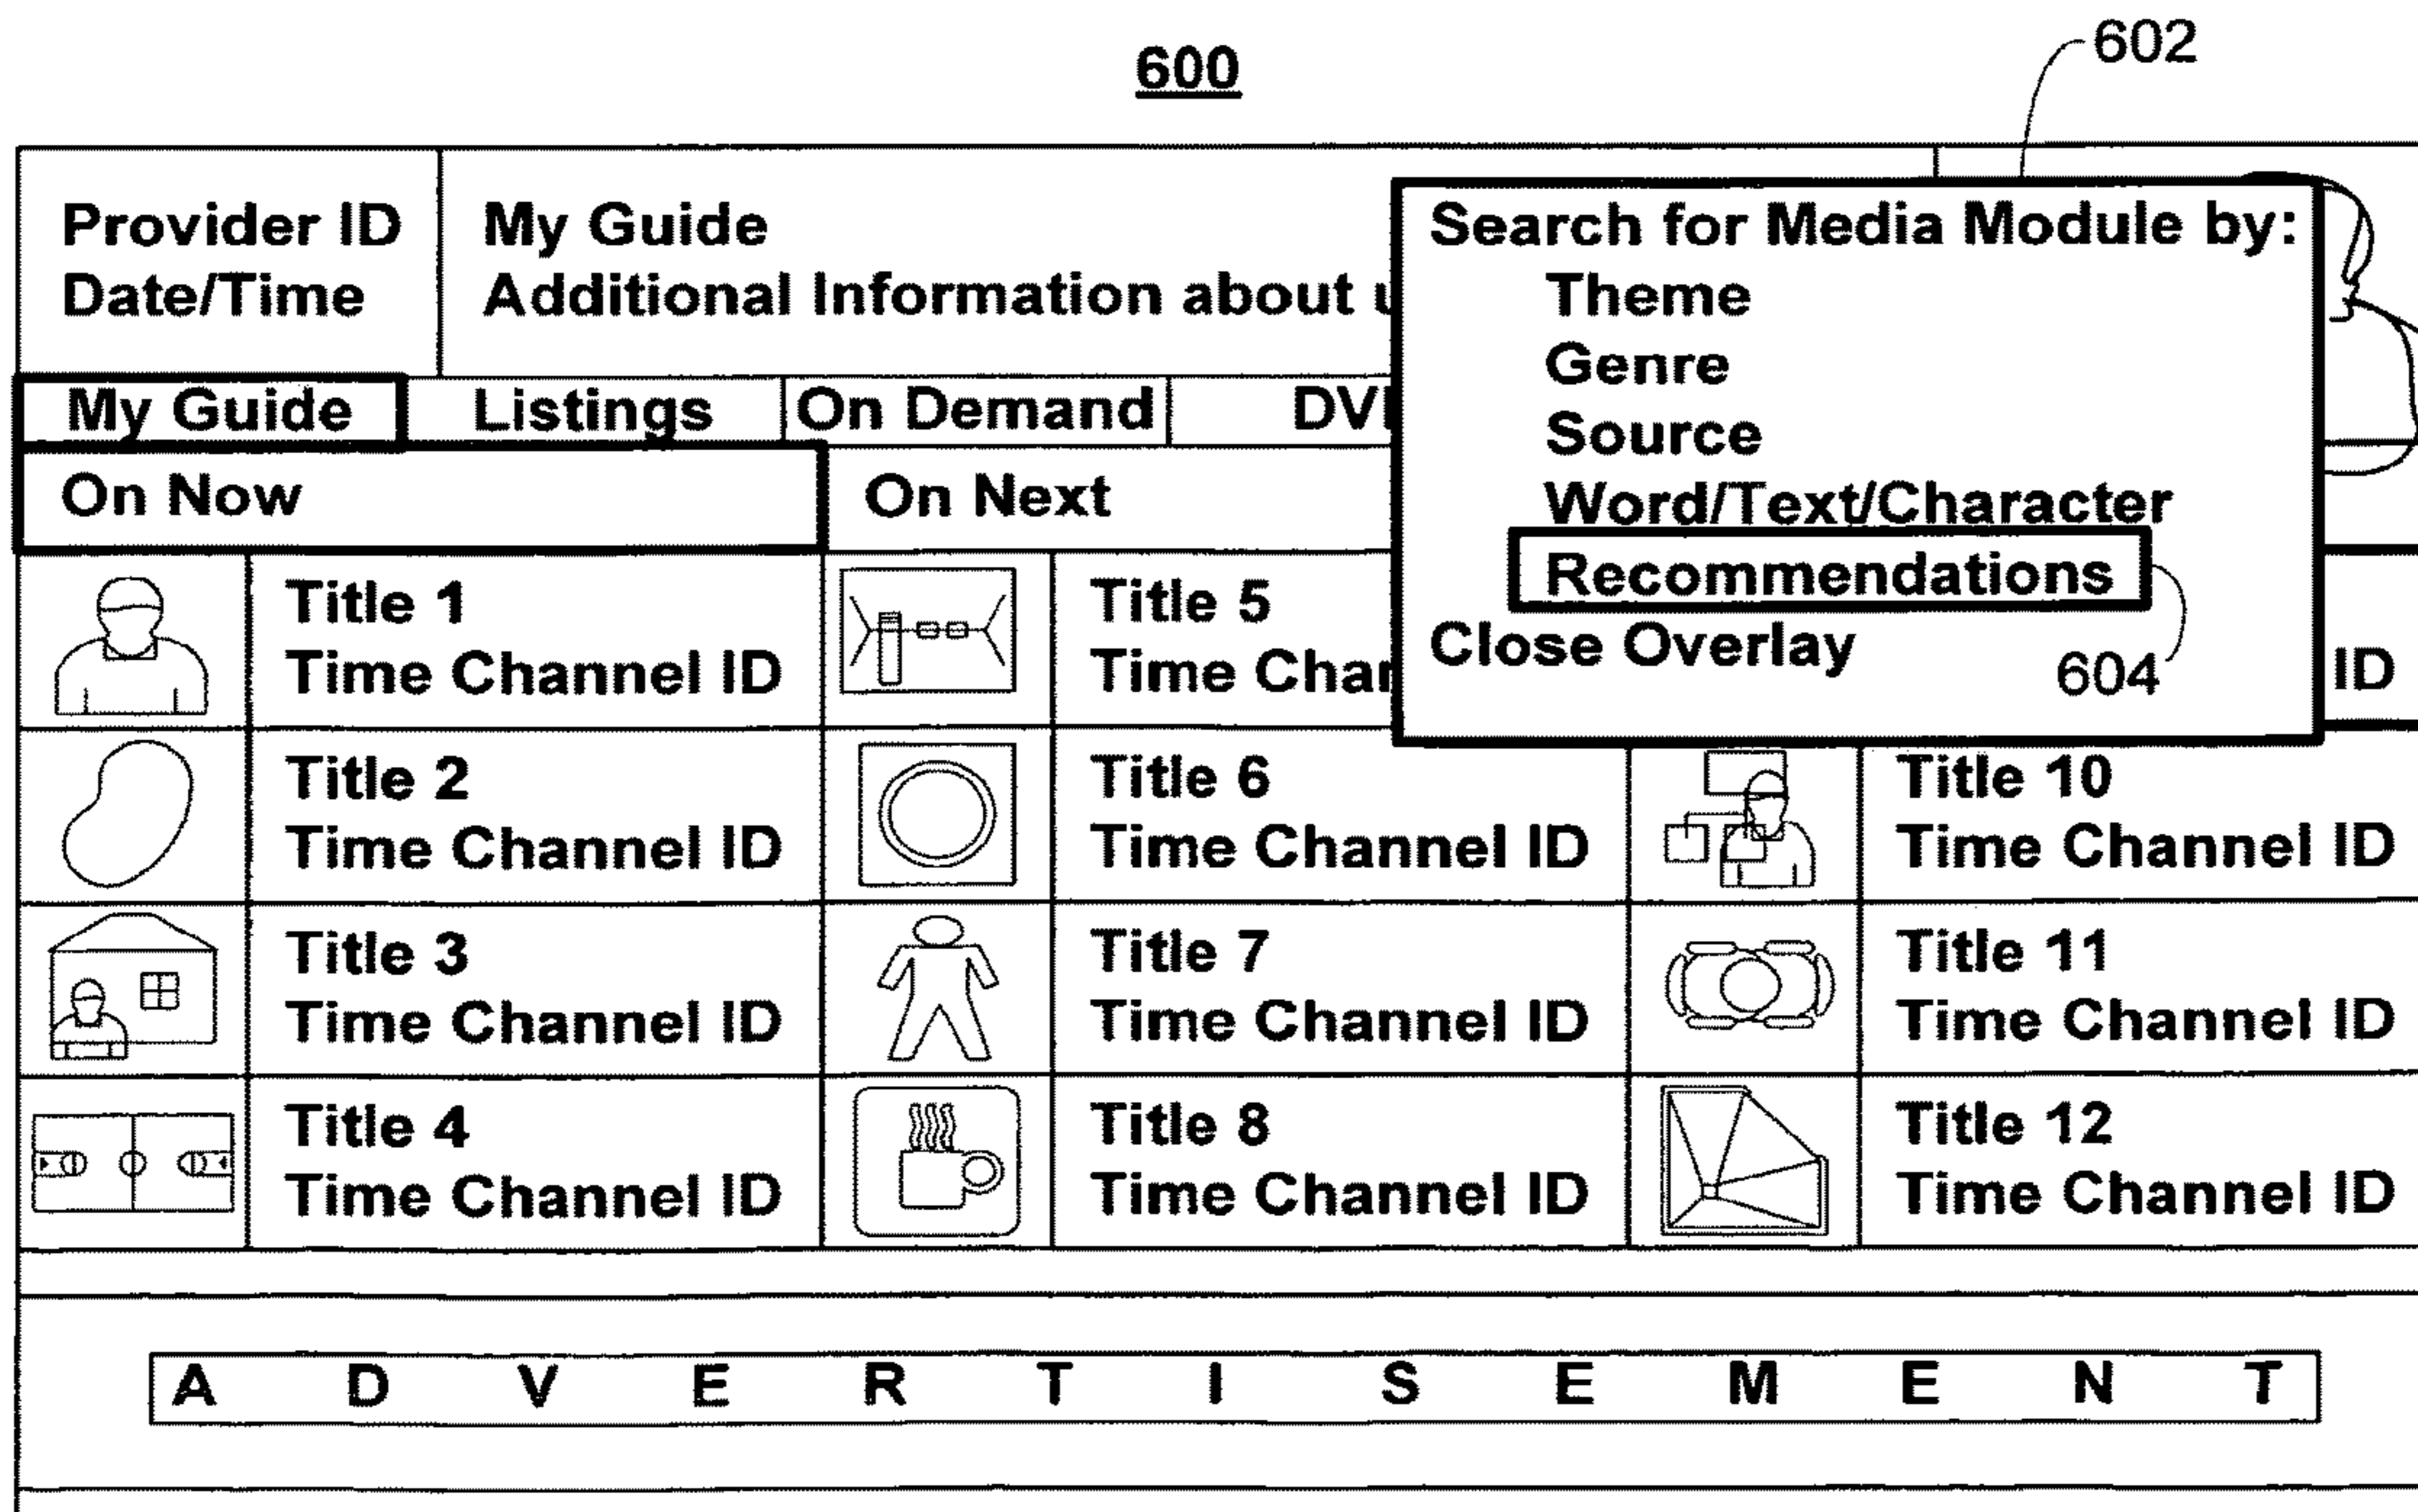 600
602
Provider ID
Date/Time
My Guide
Additional Information about
Search for Media Module by:
Theme
Genre
Source
Word/Text/Character
Recommendations
Close Overlay
604
My Guide
Listings
On Demand
On Now
On Next
Title 1
Time Channel ID
Title 5
Time
ID
Title 2
Time Channel ID
Title 6
Time Channel ID
Title 10
Time Channel ID
Title 3
Time Channel ID
Title 7
Time Channel ID
Title 11
Time Channel ID
Title 4
Time Channel ID
Title 8
Time Channel ID
Title 12
Time Channel ID
A D V E R T I S E M E N T